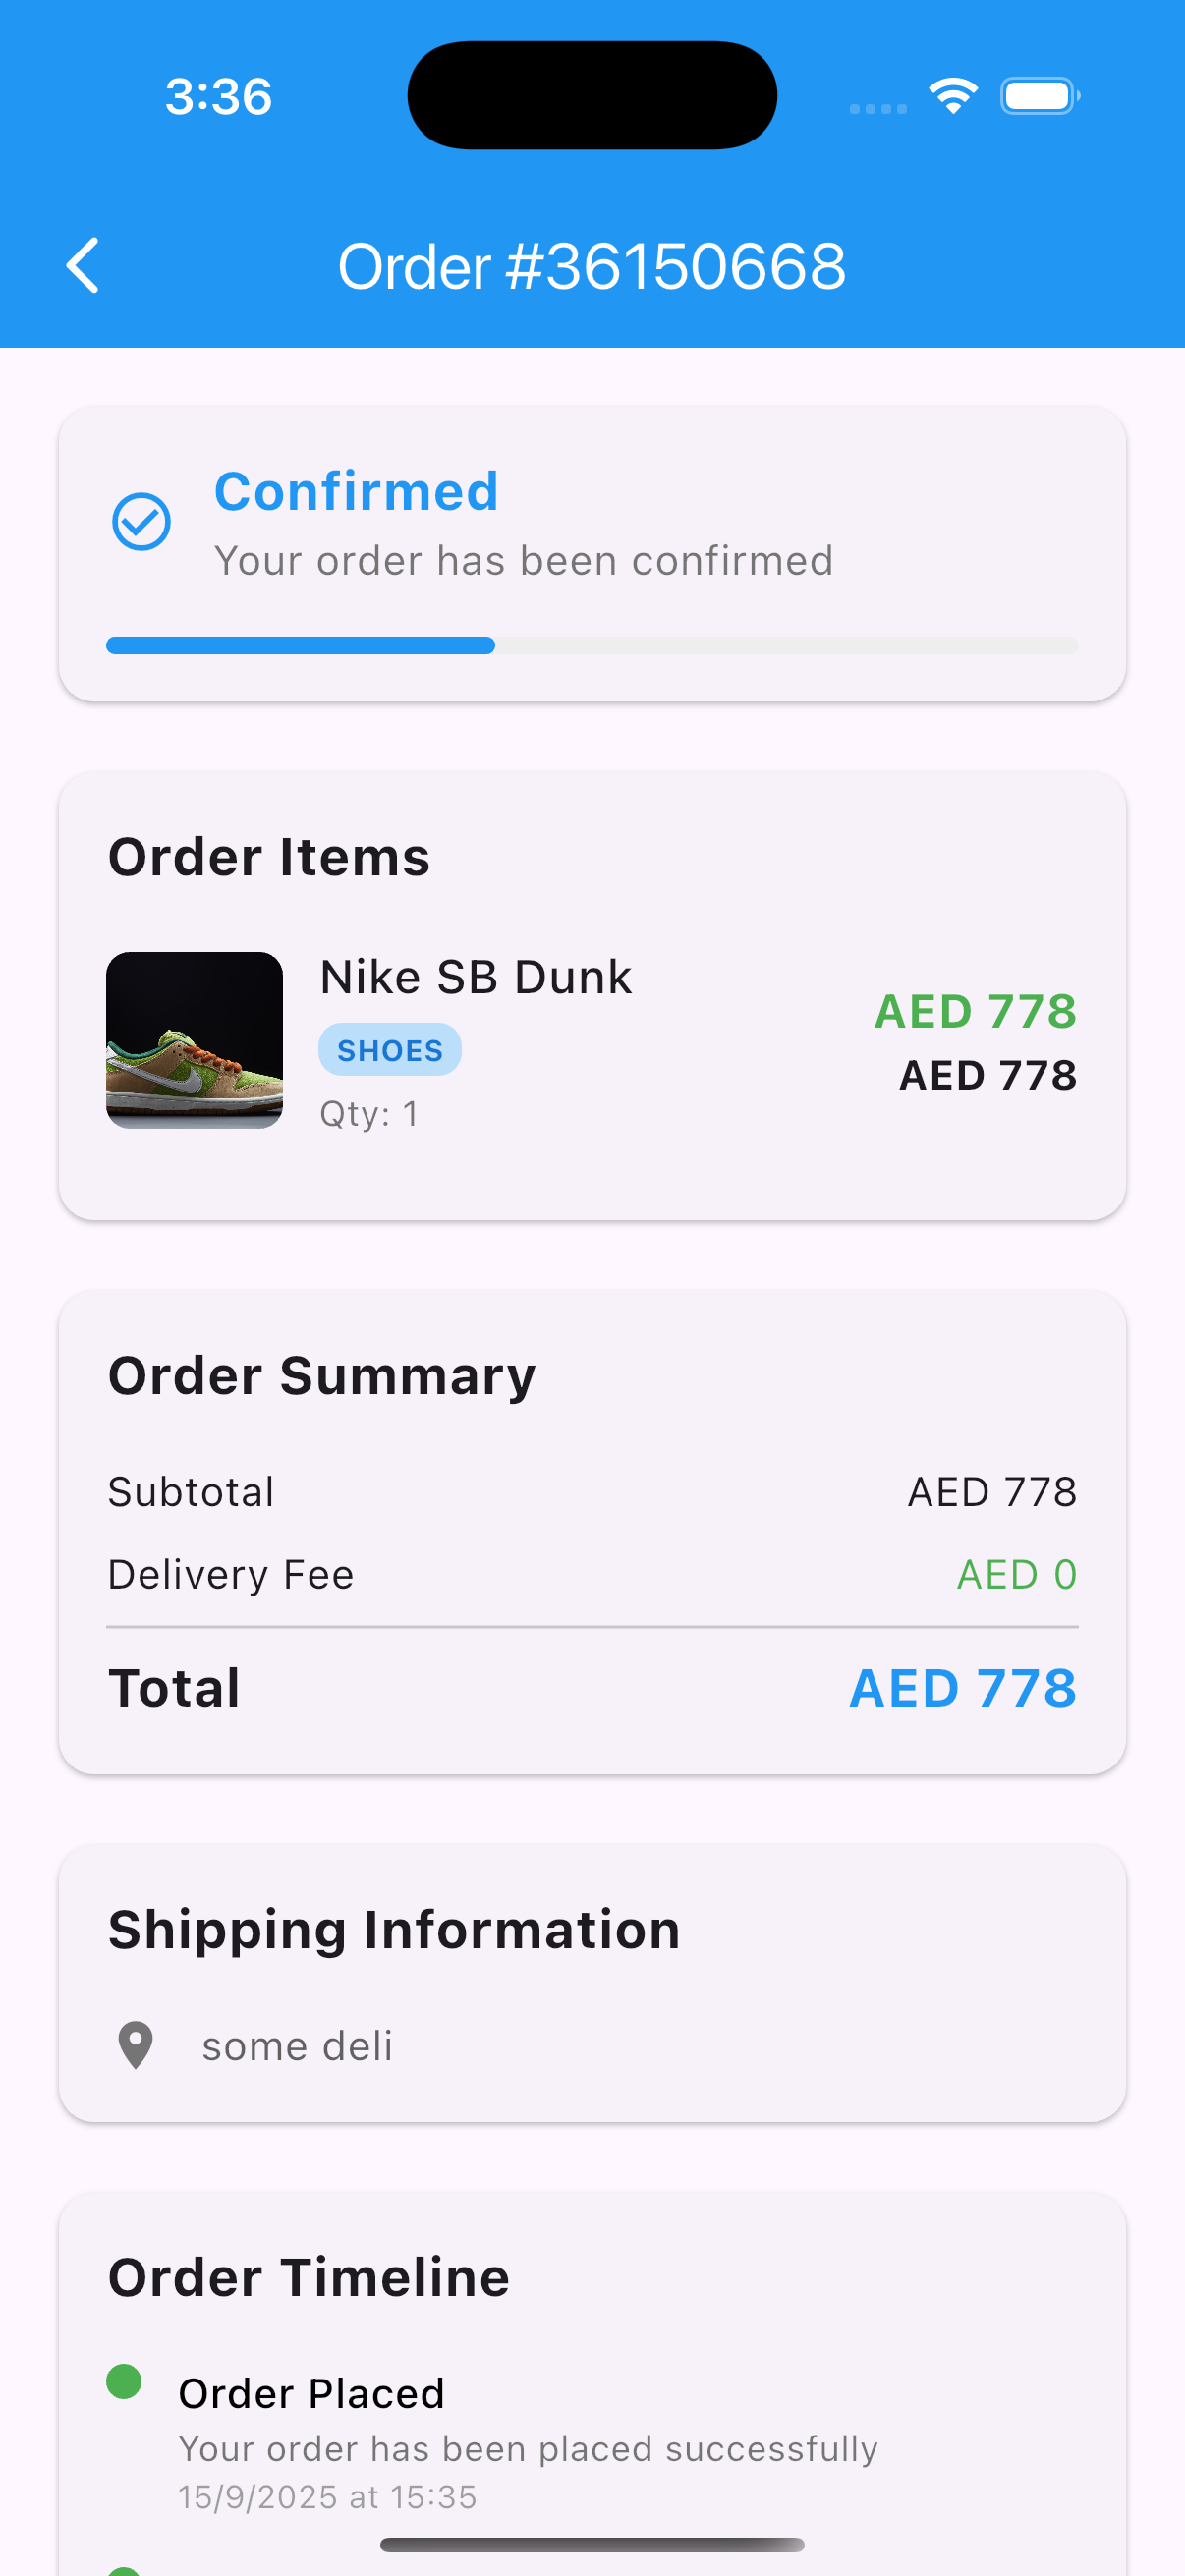 3:36
Order #36150668
Confirmed
Your order has been confirmed
Order Items
Nike SB Dunk
SHOES
Qty: 1
AED 778
AED 778
Order Summary
Subtotal AED 778
Delivery Fee AED 0
Total AED 778
Shipping Information
some deli
Order Timeline
Order Placed
Your order has been placed successfully
15/9/2025 at 15:35